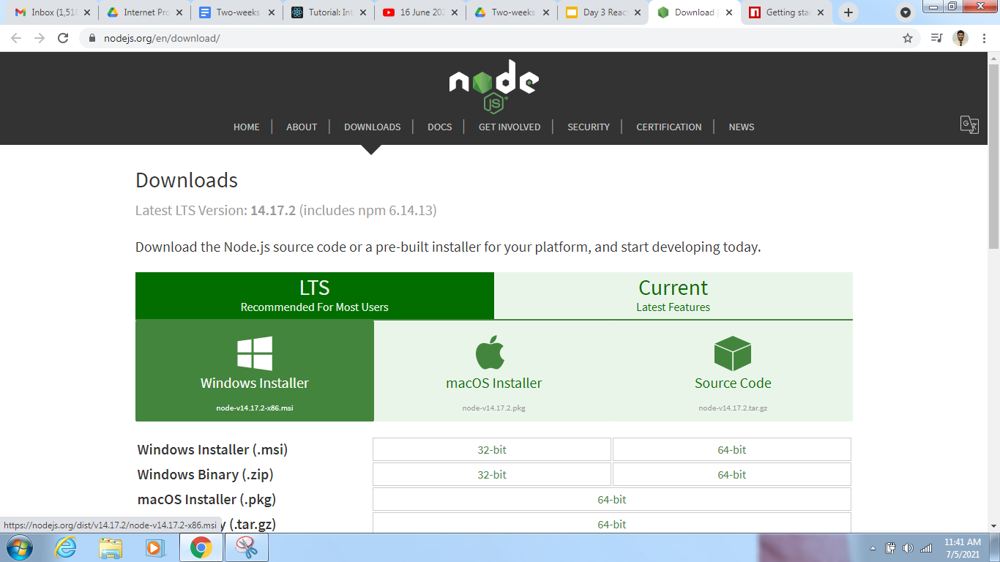 Inbox (1,518
Internet Pro
Two-weeks
Tutorial: Int
16 June 202
Two-weeks
Day 3 React
Download |
Getting star
nodejs.org/en/download/
node
JS
HOME
ABOUT
DOWNLOADS
DOCS
GET INVOLVED
SECURITY
CERTIFICATION
NEWS
Downloads
Latest LTS Version: 14.17.2 (includes npm 6.14.13)
Download the Node.js source code or a pre-built installer for your platform, and start developing today.
LTS
Recommended For Most Users
Current
Latest Features
Windows Installer
node-v14.17.2-x86.msi
macOS Installer
node-v14.17.2.pkg
Source Code
node-v14.17.2.tar.gz
Windows Installer (.msi)
32-bit
64-bit
Windows Binary (.zip)
32-bit
64-bit
macOS Installer (.pkg)
64-bit
y (.tar.gz)
64-bit
https://nodejs.org/dist/v14.17.2/node-v14.17.2-x86.msi
11:41 AM
7/5/2021